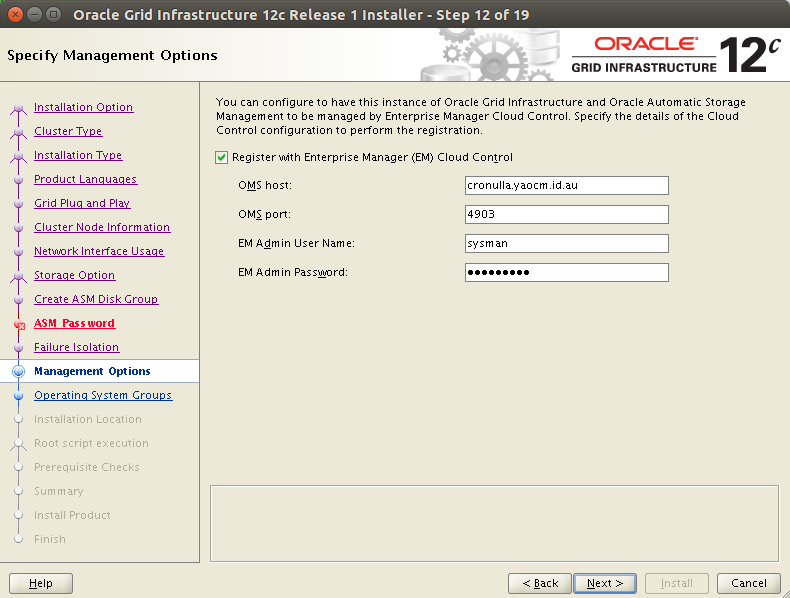 Oracle Grid Infrastructure 12c Release 1 Installer - Step 12 of 19
Specify Management Options
ORACLE
GRID INFRASTRUCTURE
12c
Installation Option
Cluster Type
Installation Type
Product Languages
Grid Plug and Play
Cluster Node Information
Network Interface Usage
Storage Option
Create ASM Disk Group
ASM Password
Failure Isolation
Management Options
Operating System Groups
Installation Location
Root script execution
Prerequisite Checks
Summary
Install Product
Finish
You can configure to have this instance of Oracle Grid Infrastructure and Oracle Automatic Storage
Management to be managed by Enterprise Manager Cloud Control. Specify the details of the Cloud
Control configuration to perform the registration.
Register with Enterprise Manager (EM) Cloud Control
OMS host:
cronulla.yaocm.id.au
OMS port:
4903
EM Admin User Name:
sysman
EM Admin Password:
•••••••••
Help
< Back
Next >
Install
Cancel